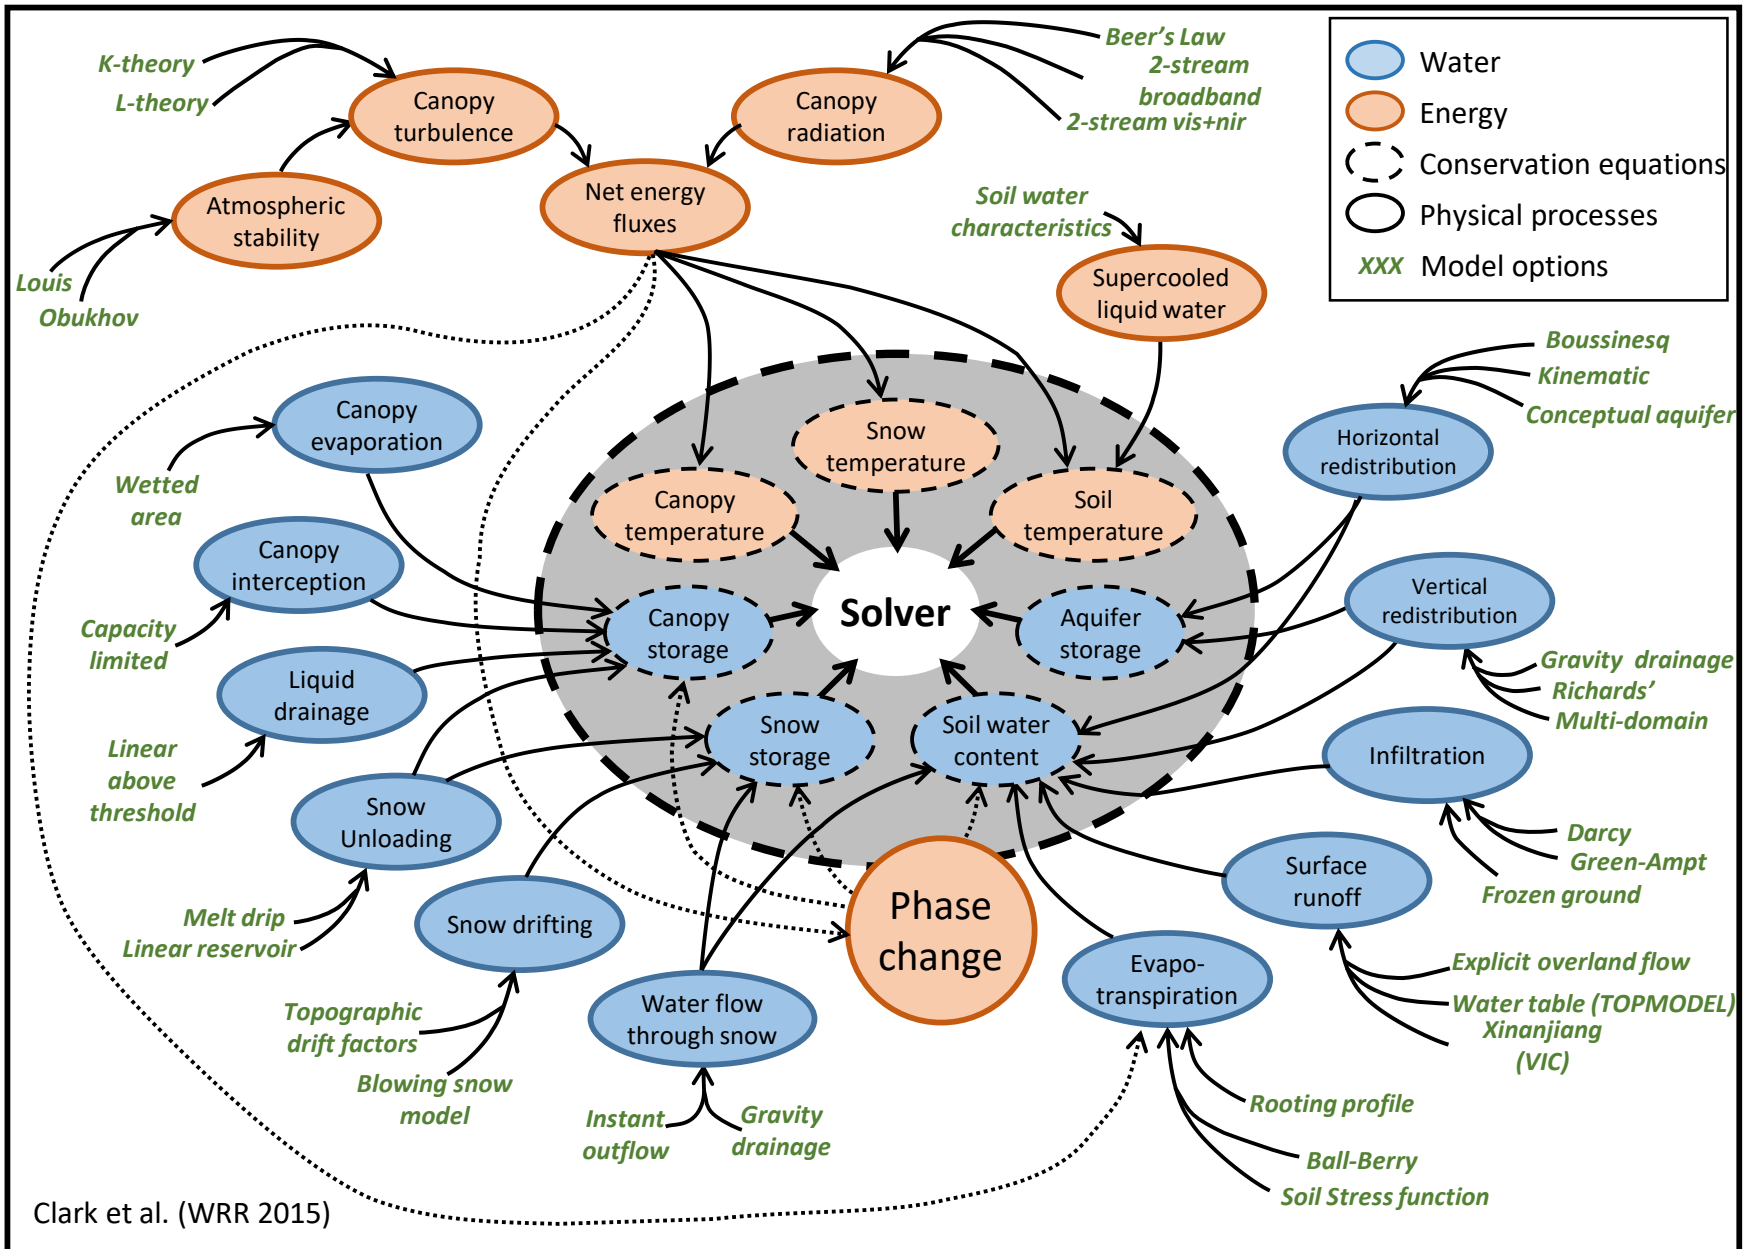 K-theory
L-theory
Canopy
turbulence
Canopy
radiation
Beer's Law
2-stream
broadband
2-stream vis+nir
Water
Energy
Conservation equations
Physical processes
XXX Model options
Atmospheric
stability
Net energy
fluxes
Soil water
characteristics
Supercooled
liquid water
Louis
Obukhov
Boussinesq
Kinematic
Conceptual aquifer
Canopy
evaporation
Wetted
area
Snow
temperature
Horizontal
redistribution
Canopy
temperature
Soil
temperature
Canopy
interception
Capacity
limited
Canopy
storage
Solver
Aquifer
storage
Vertical
redistribution
Gravity drainage
Richards'
Multi-domain
Liquid
drainage
Linear
above
threshold
Snow
storage
Soil water
content
Infiltration
Snow
Unloading
Darcy
Green-Ampt
Frozen ground
Surface
runoff
Melt drip
Linear reservoir
Snow drifting
Phase
change
Evapo-
transpiration
Explicit overland flow
Water table (TOPMODEL)
Xinanjiang
(VIC)
Topographic
drift factors
Blowing snow
model
Water flow
through snow
Instant
outflow
Gravity
drainage
Rooting profile
Ball-Berry
Soil Stress function
Clark et al. (WRR 2015)